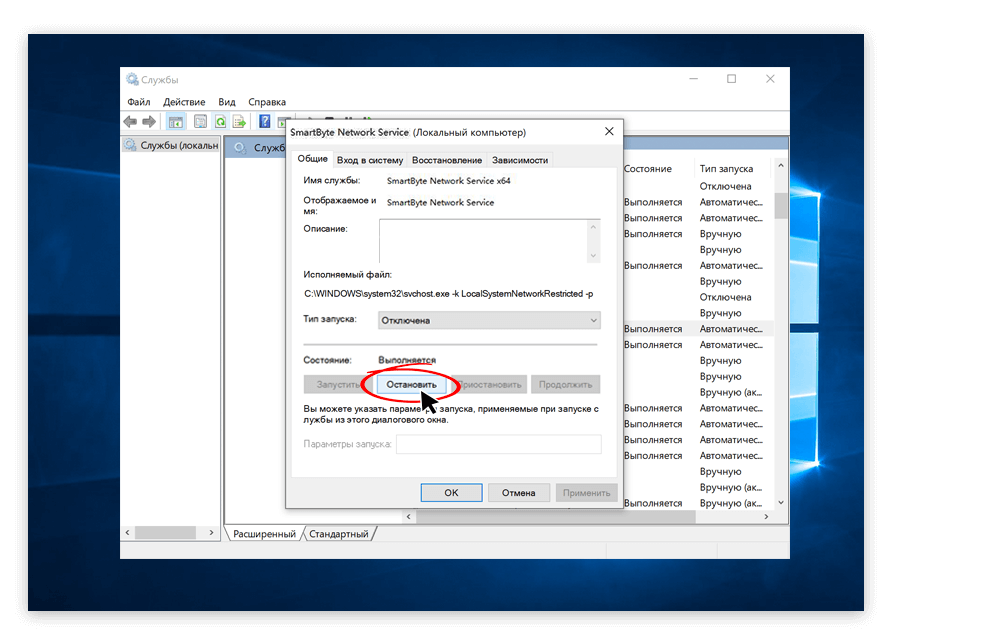 Службы
Файл Действие Вид Справка
Службы (локальн
Служб
SmartByte Network Service (Локальный компьютер)
Общие Вход в систему Восстановление Зависимости
Имя службы: SmartByte Network Service x64
Отображаемое и
мя:
SmartByte Network Service
Описание:
Исполняемый файл:
C:\WINDOWS\system32\svchost.exe -k LocalSystemNetworkRestricted -p
Тип запуска: Отключена
Состояние: Выполняется
Запустить Остановить Приостановить Продолжить
Вы можете указать параметры запуска, применяемые при запуске с
лужбы из этого диалогового окна.
Параметры запуска:
OK Отмена Применить
Состояние Тип запуска
Отключена
Выполняется Автоматичес...
Выполняется Автоматичес...
Выполняется Вручную
Вручную
Выполняется Автоматичес...
Вручную
Отключена
Вручную
Выполняется Автоматичес...
Выполняется Автоматичес...
Вручную
Вручную
Вручную (ак...
Выполняется Автоматичес...
Выполняется Автоматичес...
Выполняется Автоматичес...
Выполняется Автоматичес...
Вручную
Вручную (ак...
Выполняется Вручную (ак...
Расширенный Стандартный